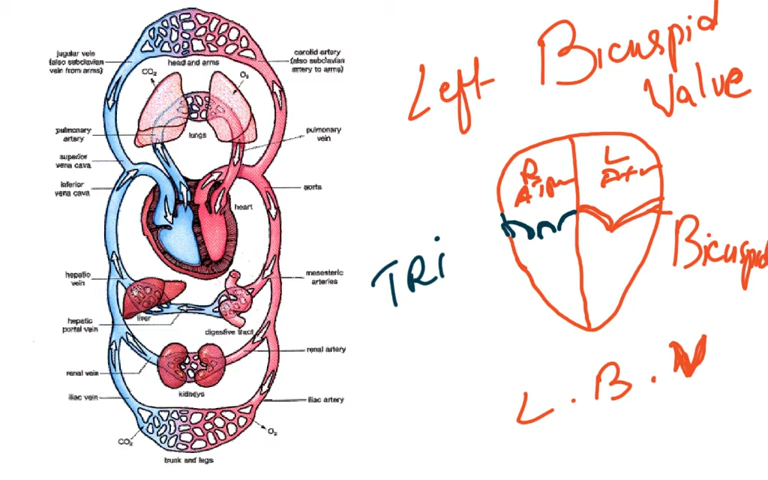 jugular vein
(also subclavian
vein from arms)
head and arms
carotid artery
(also subclavian
artery to arms)
CO₂
O₂
lungs
pulmonary
artery
pulmonary
vein
superior
vena cava
inferior
vena cava
aorta
heart
hepatic
vein
mesenteric
arteries
liver
hepatic
portal vein
digestive tract
renal artery
renal vein
kidneys
iliac vein
iliac artery
CO₂
O₂
trunk and legs
Left Bicuspid
Valve
R
L
TRi
Bicuspid
L . B . V